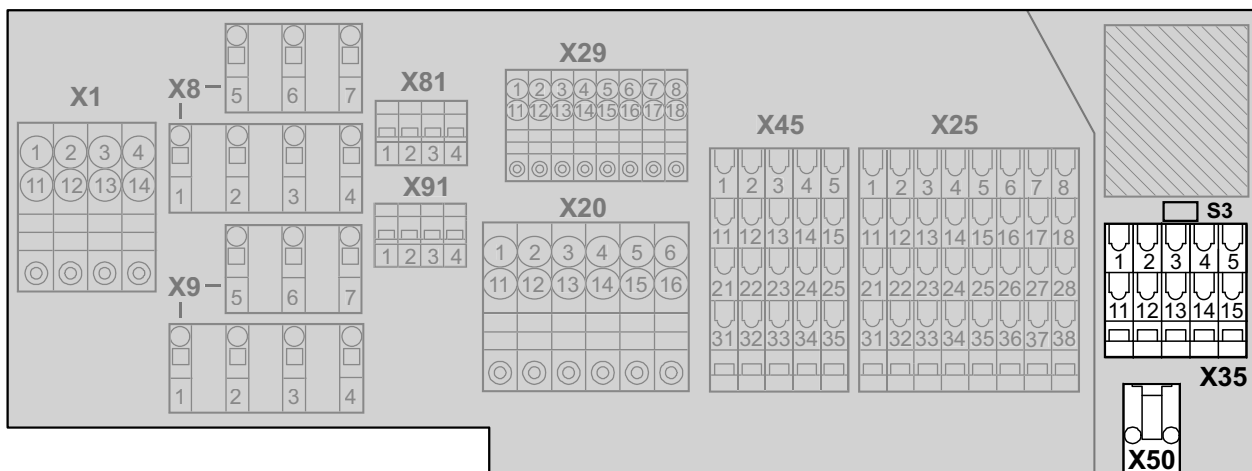 X1
1 2 3 4
11 12 13 14
X8
5 6 7
1 2 3 4
X9
5 6 7
1 2 3 4
X81
1 2 3 4
X91
1 2 3 4
X29
1 2 3 4 5 6 7 8
11 12 13 14 15 16 17 18
X20
1 2 3 4 5 6
11 12 13 14 15 16
X45
1 2 3 4 5
11 12 13 14 15
21 22 23 24 25
31 32 33 34 35
X25
1 2 3 4 5 6 7 8
11 12 13 14 15 16 17 18
21 22 23 24 25 26 27 28
31 32 33 34 35 36 37 38
S3
1 2 3 4 5
11 12 13 14 15
X35
X50